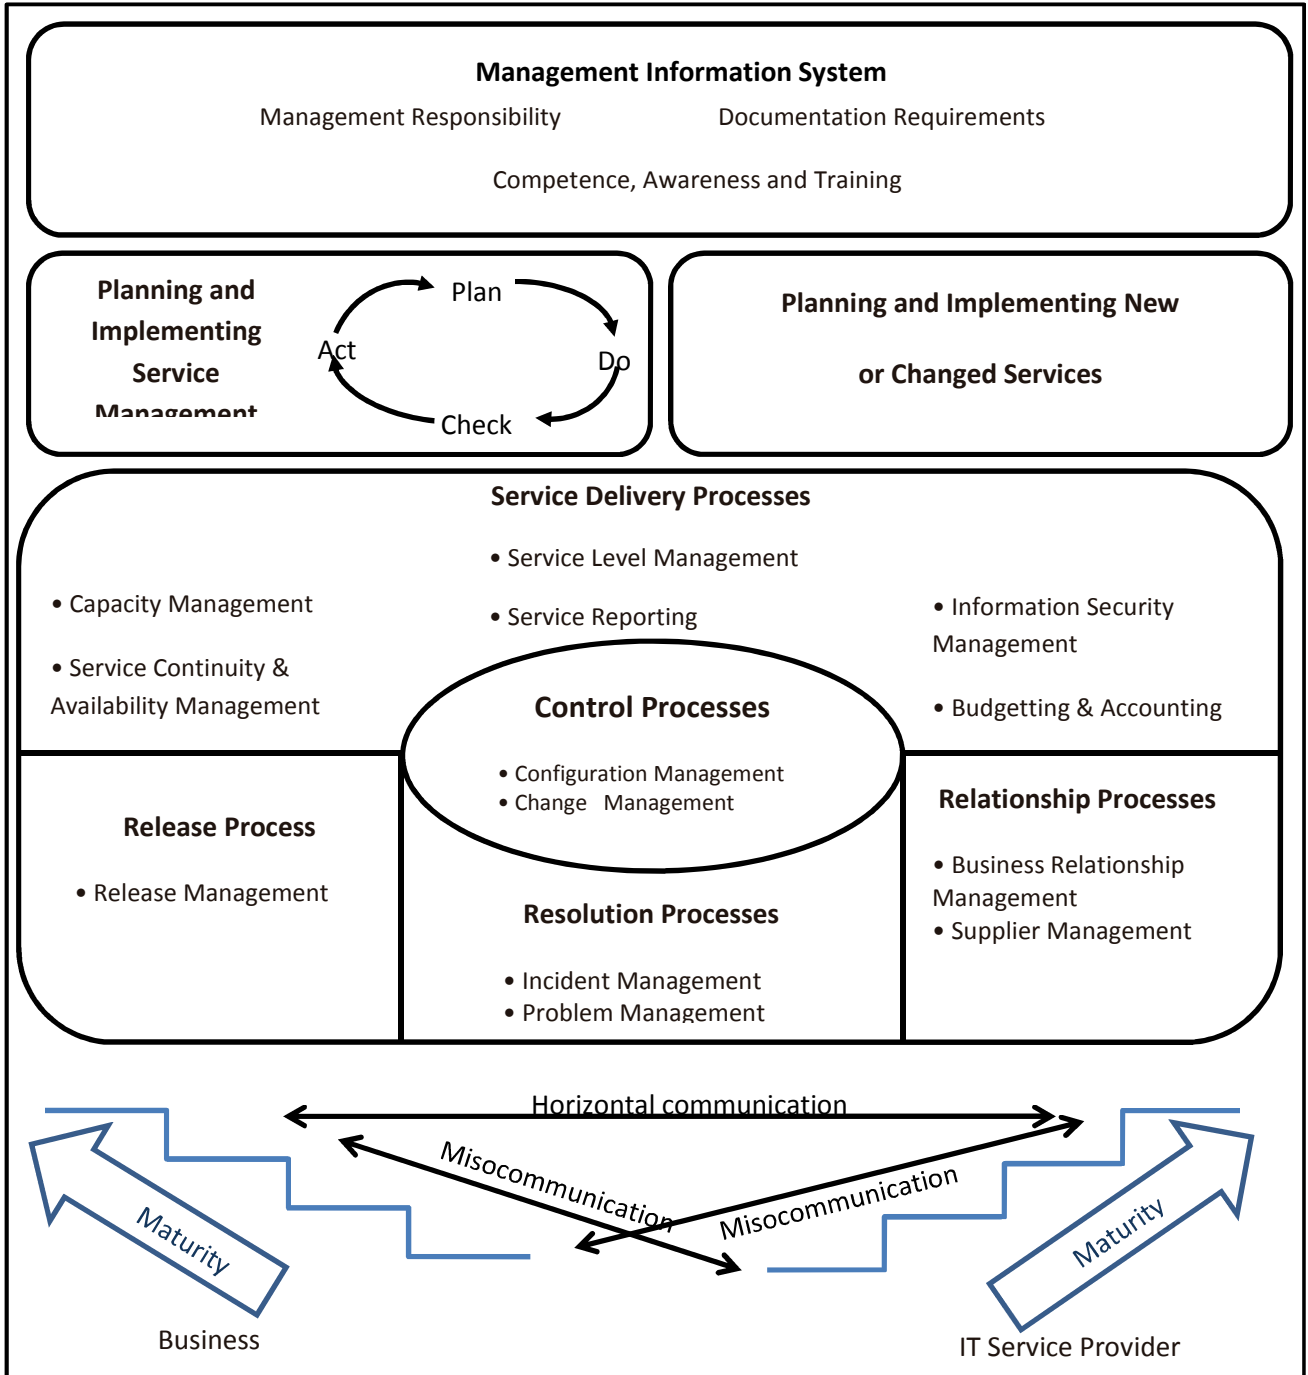 Management Information System
Management Responsibility Documentation Requirements
Competence, Awareness and Training
Planning and
Implementing
Service
Management
Plan
Do
Check
Act
Planning and Implementing New
or Changed Services
Service Delivery Processes
• Service Level Management
• Service Reporting
• Capacity Management
• Service Continuity &
Availability Management
• Information Security
Management
• Budgetting & Accounting
Control Processes
• Configuration Management
• Change Management
Release Process
• Release Management
Resolution Processes
• Incident Management
• Problem Management
Relationship Processes
• Business Relationship
Management
• Supplier Management
Horizontal communication
Misocommunication
Misocommunication
Maturity
Maturity
Business
IT Service Provider